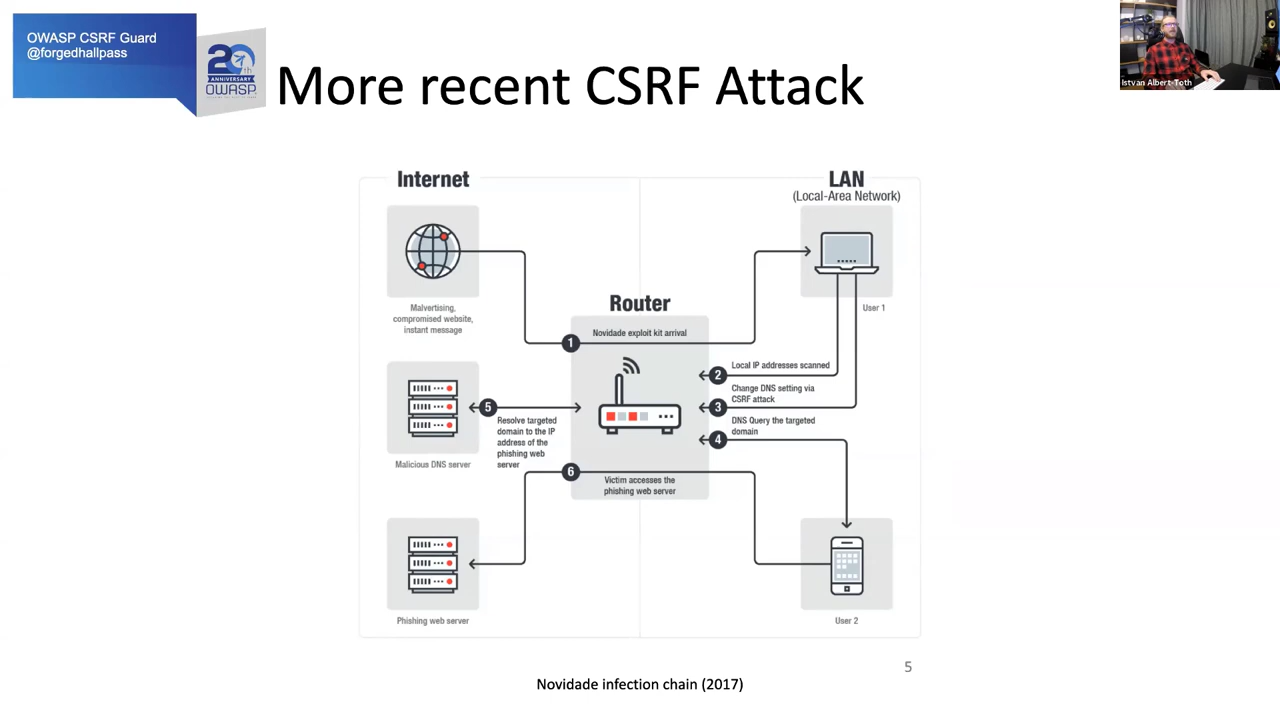 OWASP CSRF Guard
@forgedhallpass
20th
ANNIVERSARY
OWASP
More recent CSRF Attack
Istvan Albert-Toth
Internet
LAN
(Local-Area Network)
Malvertising,
compromised website,
instant message
User 1
Router
1
Novidade exploit kit arrival
2
Local IP addresses scanned
3
Change DNS setting via
CSRF attack
4
DNS Query the targeted
domain
5
Resolve targeted
domain to the IP
address of the
phishing web
server
Malicious DNS server
6
Victim accesses the
phishing web server
Phishing web server
User 2
5
Novidade infection chain (2017)